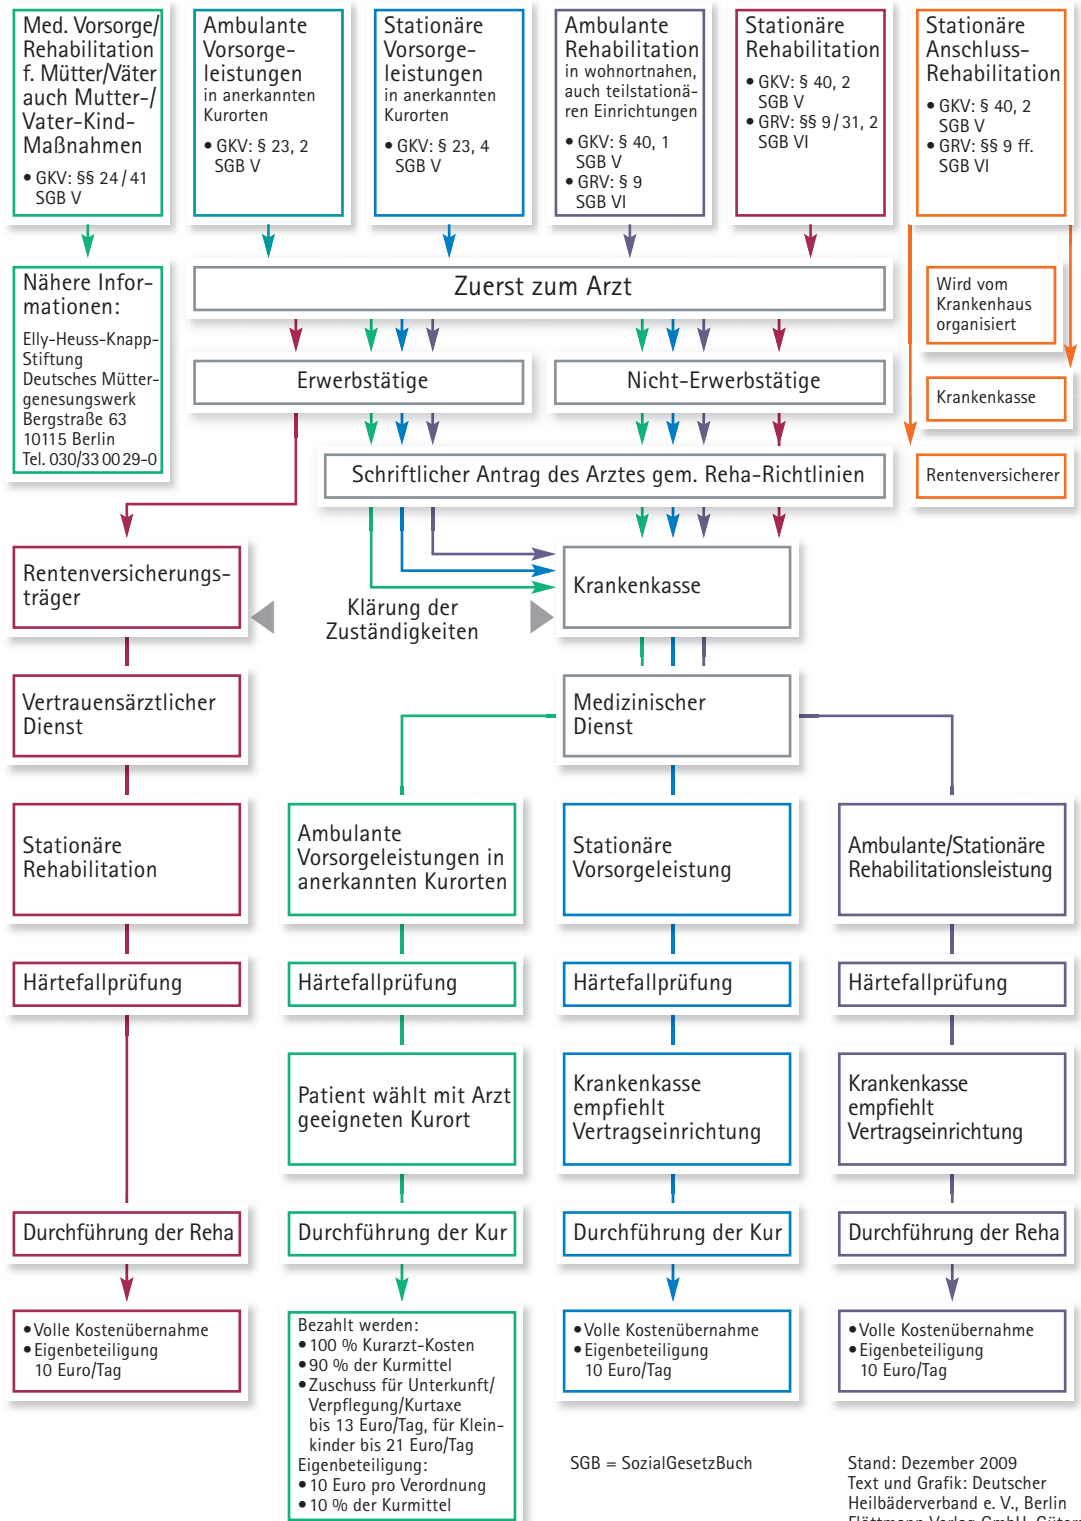 Med. Vorsorge/
Rehabilitation
f. Mütter/Väter
auch Mutter-/
Vater-Kind-
Maßnahmen
• GKV: §§ 24/41
SGB V
Ambulante
Vorsorge-
leistungen
in anerkannten
Kurorten
• GKV: § 23, 2
SGB V
Stationäre
Vorsorge-
leistungen
in anerkannten
Kurorten
• GKV: § 23, 4
SGB V
Ambulante
Rehabilitation
in wohnortnahen,
auch teilstationä-
ren Einrichtungen
• GKV: § 40, 1
SGB V
• GRV: § 9
SGB VI
Stationäre
Rehabilitation
• GKV: § 40, 2
SGB V
• GRV: §§ 9/31, 2
SGB VI
Stationäre
Anschluss-
Rehabilitation
• GKV: § 40, 2
SGB V
• GRV: §§ 9 ff.
SGB VI
Nähere Infor-
mationen:
Elly-Heuss-Knapp-
Stiftung
Deutsches Mütter-
genesungswerk
Bergstraße 63
10115 Berlin
Tel. 030/33 00 29-0
Zuerst zum Arzt
Wird vom
Krankenhaus
organisiert
Erwerbstätige
Nicht-Erwerbstätige
Krankenkasse
Schriftlicher Antrag des Arztes gem. Reha-Richtlinien
Rentenversicherer
Rentenversicherungs-
träger
Klärung der
Zuständigkeiten
Krankenkasse
Vertrauensärztlicher
Dienst
Medizinischer
Dienst
Stationäre
Rehabilitation
Ambulante
Vorsorgeleistungen in
anerkannten Kurorten
Stationäre
Vorsorgeleistung
Ambulante/Stationäre
Rehabilitationsleistung
Härtefallprüfung
Härtefallprüfung
Härtefallprüfung
Härtefallprüfung
Patient wählt mit Arzt
geeigneten Kurort
Krankenkasse
empfiehlt
Vertragseinrichtung
Krankenkasse
empfiehlt
Vertragseinrichtung
Durchführung der Reha
Durchführung der Kur
Durchführung der Kur
Durchführung der Reha
• Volle Kostenübernahme
• Eigenbeteiligung
10 Euro/Tag
Bezahlt werden:
• 100 % Kurarzt-Kosten
• 90 % der Kurmittel
• Zuschuss für Unterkunft/
Verpflegung/Kurtaxe
bis 13 Euro/Tag, für Klein-
kinder bis 21 Euro/Tag
Eigenbeteiligung:
• 10 Euro pro Verordnung
• 10 % der Kurmittel
• Volle Kostenübernahme
• Eigenbeteiligung
10 Euro/Tag
• Volle Kostenübernahme
• Eigenbeteiligung
10 Euro/Tag
SGB = SozialGesetzBuch
Stand: Dezember 2009
Text und Grafik: Deutscher
Heilbäderverband e. V., Berlin
Flöttmann Verlag GmbH,